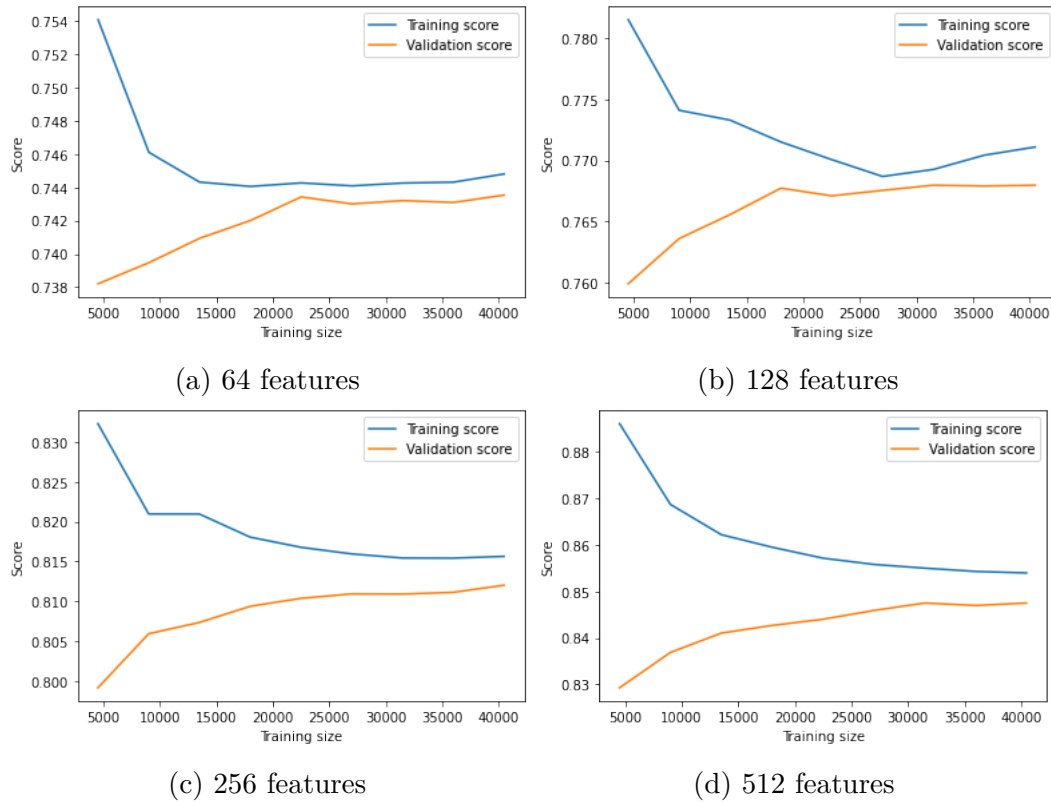 0.754
0.752
0.750
0.748
0.746
0.744
0.742
0.740
0.738
Score
Training score
Validation score
5000 10000 15000 20000 25000 30000 35000 40000
Training size
(a) 64 features
0.780
0.775
0.770
0.765
0.760
Score
Training score
Validation score
5000 10000 15000 20000 25000 30000 35000 40000
Training size
(b) 128 features
0.830
0.825
0.820
0.815
0.810
0.805
0.800
Score
Training score
Validation score
5000 10000 15000 20000 25000 30000 35000 40000
Training size
(c) 256 features
0.88
0.87
0.86
0.85
0.84
0.83
Score
Training score
Validation score
5000 10000 15000 20000 25000 30000 35000 40000
Training size
(d) 512 features